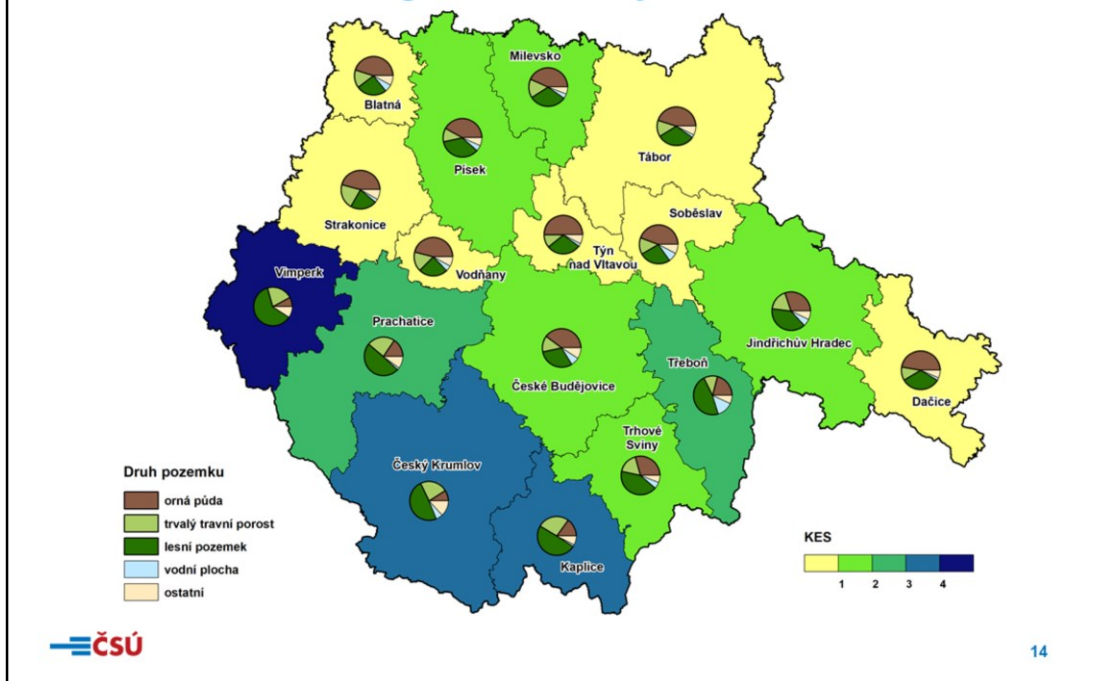 Milevsko
Blatná
Písek
Tábor
Strakonice
Soběslav
Týn
nad Vltavou
Vodňany
Vimperk
Prachatice
Jindřichův Hradec
Třeboň
České Budějovice
Dačice
Trhové
Sviny
Český Krumlov
Kaplice
Druh pozemku
orná půda
trvalý travní porost
lesní pozemek
vodní plocha
ostatní
KES
1 2 3 4
ČSÚ
14